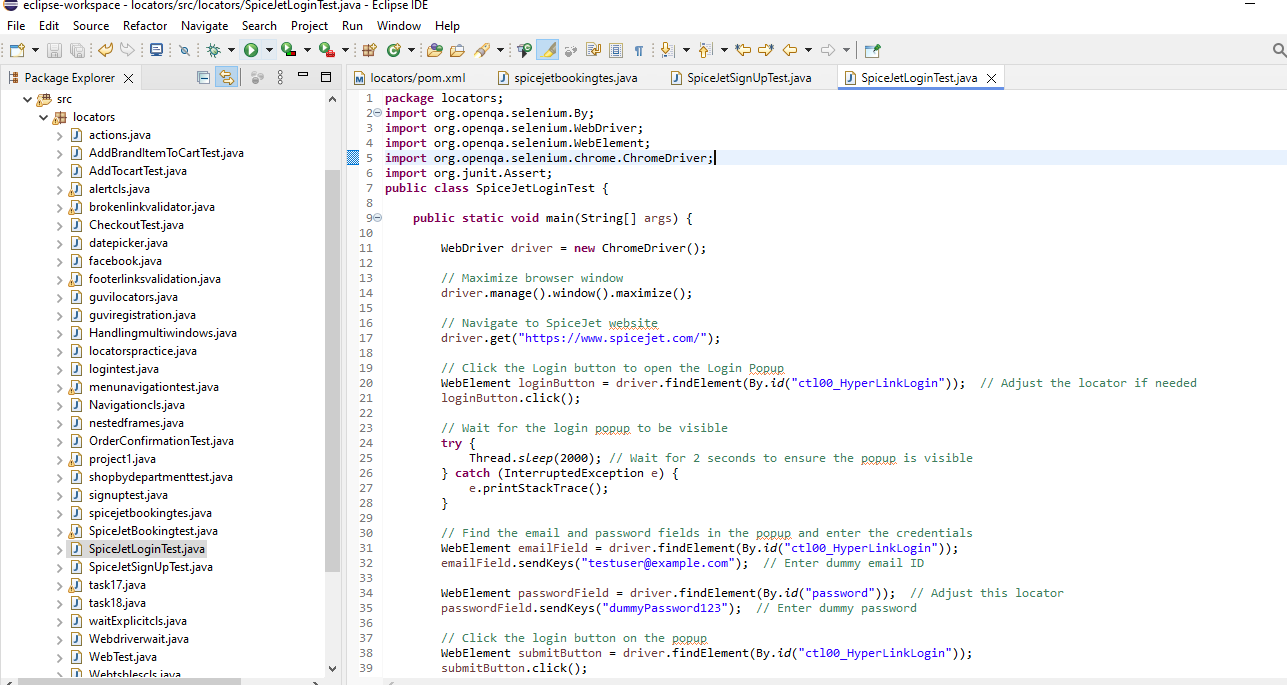 eclipse-workspace - locators/src/locators/SpiceJetLoginTest.java - Eclipse IDE
File Edit Source Refactor Navigate Search Project Run Window Help
Package Explorer
src
locators
actions.java
AddBrandItemToCartTest.java
AddTocartTest.java
alertcls.java
brokenlinkvalidator.java
CheckoutTest.java
datepicker.java
facebook.java
footerlinksvalidation.java
guvilocators.java
guviregistration.java
Handlingmultiwindows.java
locatorspractice.java
logintest.java
menunavigationtest.java
Navigationcls.java
nestedframes.java
OrderConfirmationTest.java
project1.java
shopbydepartmenttest.java
signuptest.java
spicejetbookingtes.java
SpiceJetBookingtest.java
SpiceJetLoginTest.java
SpiceJetSignUpTest.java
task17.java
task18.java
waitExplicitcls.java
Webdriverwait.java
WebTest.java
Webtshlescls.java
locators/pom.xml spicejetbookingtes.java SpiceJetSignUpTest.java SpiceJetLoginTest.java
1 package locators;
2 import org.openqa.selenium.By;
3 import org.openqa.selenium.WebDriver;
4 import org.openqa.selenium.WebElement;
5 import org.openqa.selenium.chrome.ChromeDriver;
6 import org.junit.Assert;
7 public class SpiceJetLoginTest {
8
9 public static void main(String[] args) {
10
11 WebDriver driver = new ChromeDriver();
12
13 // Maximize browser window
14 driver.manage().window().maximize();
15
16 // Navigate to SpiceJet website
17 driver.get("https://www.spicejet.com/");
18
19 // Click the Login button to open the Login Popup
20 WebElement loginButton = driver.findElement(By.id("ctl00_HyperLinkLogin")); // Adjust the locator if needed
21 loginButton.click();
22
23 // Wait for the login popup to be visible
24 try {
25 Thread.sleep(2000); // Wait for 2 seconds to ensure the popup is visible
26 } catch (InterruptedException e) {
27 e.printStackTrace();
28 }
29
30 // Find the email and password fields in the popup and enter the credentials
31 WebElement emailField = driver.findElement(By.id("ctl00_HyperLinkLogin"));
32 emailField.sendKeys("testuser@example.com"); // Enter dummy email ID
33
34 WebElement passwordField = driver.findElement(By.id("password")); // Adjust this locator
35 passwordField.sendKeys("dummyPassword123"); // Enter dummy password
36
37 // Click the login button on the popup
38 WebElement submitButton = driver.findElement(By.id("ctl00_HyperLinkLogin"));
39 submitButton.click();